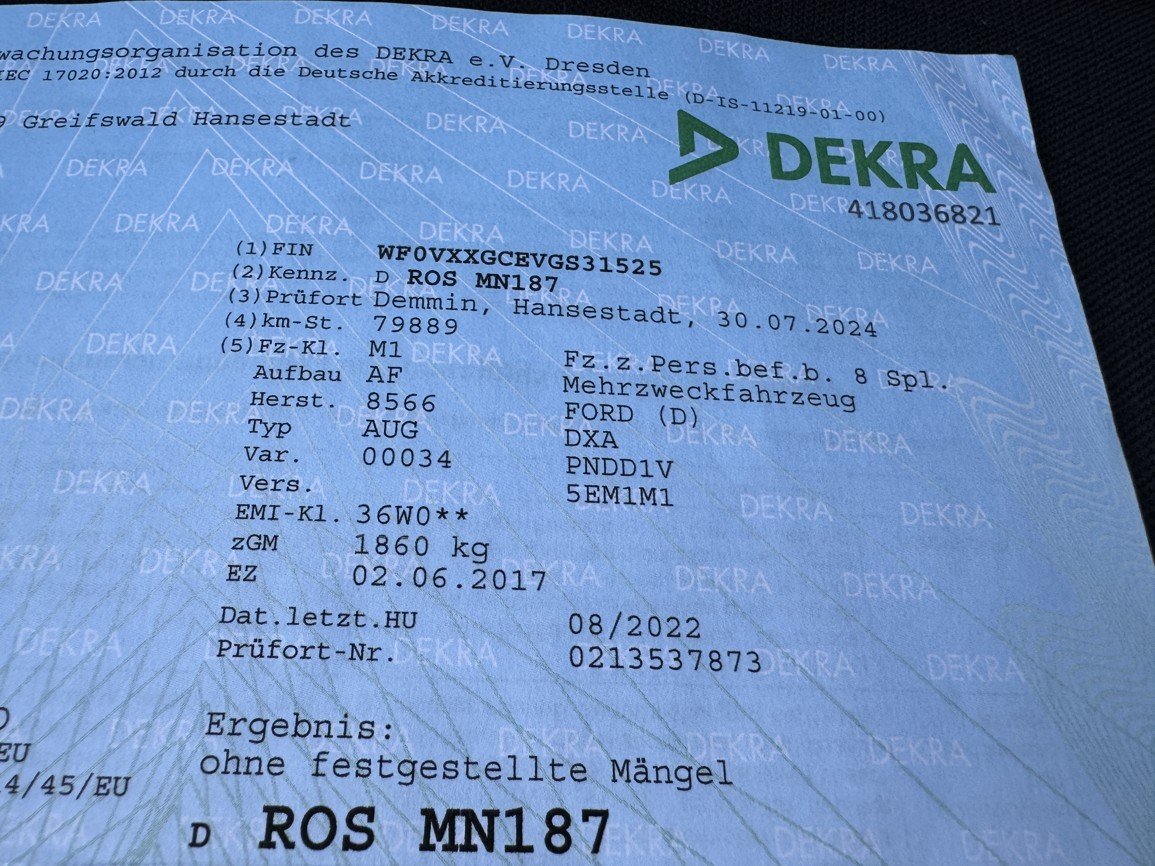 wachungsorganisation des DEKRA e.V. Dresden
IEC 17020:2012 durch die Deutsche Akkreditierungsstelle (D-IS-11219-01-00)
9 Greifswald Hansestadt
DEKRA
418036821
(1)FIN WF0VXXGCEVGS31525
(2)Kennz. D ROS MN187
(3)Prüfort Demmin, Hansestadt, 30.07.2024
(4)km-St. 79889
(5)Fz-Kl. M1 Fz.z.Pers.bef.b. 8 Spl.
Aufbau AF Mehrzweckfahrzeug
Herst. 8566 FORD (D)
Typ AUG DXA
Var. 00034 PNDD1V
Vers. 5EM1M1
EMI-Kl. 36W0**
zGM 1860 kg
EZ 02.06.2017
Dat.letzt.HU 08/2022
Prüfort-Nr. 0213537873
Ergebnis:
EU ohne festgestellte Mängel
4/45/EU
D ROS MN187